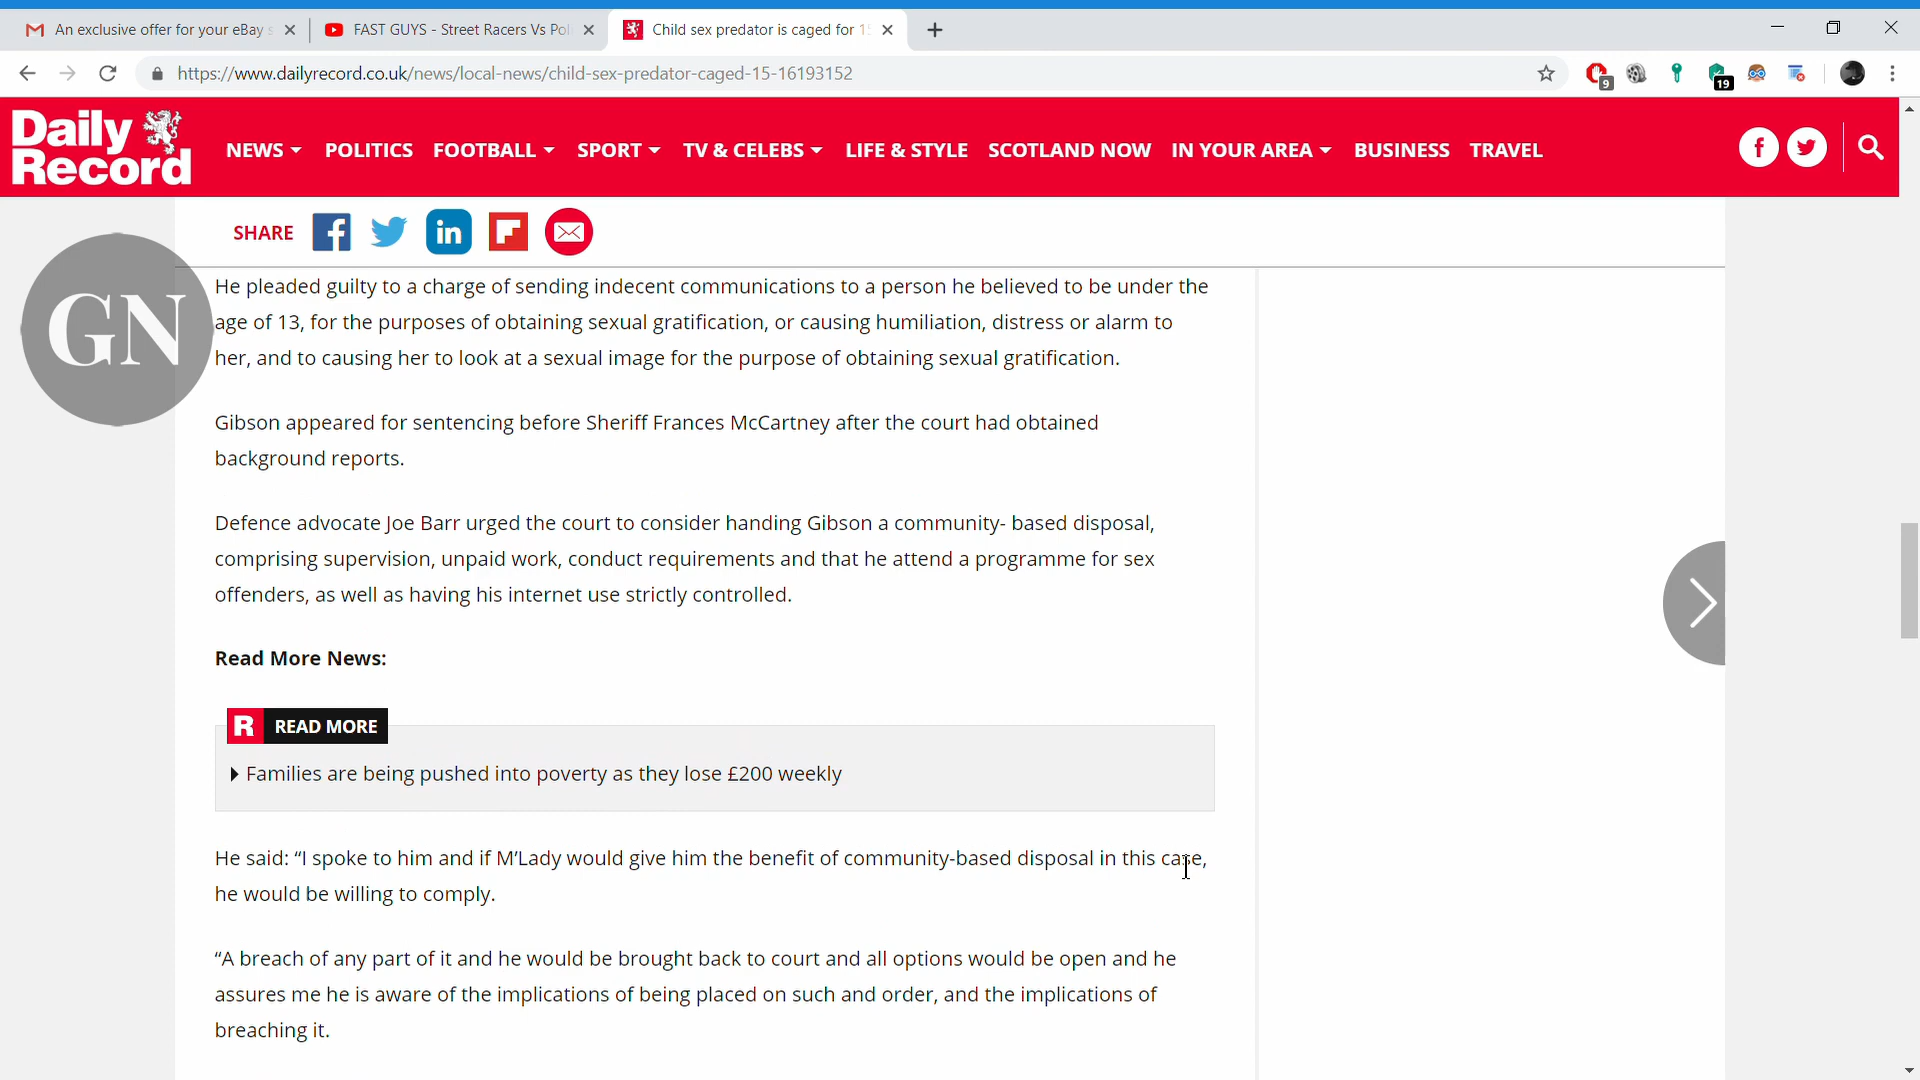 An exclusive offer for your eBay s
FAST GUYS - Street Racers Vs Pol
Child sex predator is caged for 15
https://www.dailyrecord.co.uk/news/local-news/child-sex-predator-caged-15-16193152
9
19
Daily
Record
NEWS
POLITICS
FOOTBALL
SPORT
TV & CELEBS
LIFE & STYLE
SCOTLAND NOW
IN YOUR AREA
BUSINESS
TRAVEL
SHARE
GN
He pleaded guilty to a charge of sending indecent communications to a person he believed to be under the
age of 13, for the purposes of obtaining sexual gratification, or causing humiliation, distress or alarm to
her, and to causing her to look at a sexual image for the purpose of obtaining sexual gratification.
Gibson appeared for sentencing before Sheriff Frances McCartney after the court had obtained
background reports.
Defence advocate Joe Barr urged the court to consider handing Gibson a community- based disposal,
comprising supervision, unpaid work, conduct requirements and that he attend a programme for sex
offenders, as well as having his internet use strictly controlled.
Read More News:
R READ MORE
Families are being pushed into poverty as they lose £200 weekly
He said: “I spoke to him and if M’Lady would give him the benefit of community-based disposal in this case,
he would be willing to comply.
“A breach of any part of it and he would be brought back to court and all options would be open and he
assures me he is aware of the implications of being placed on such and order, and the implications of
breaching it.